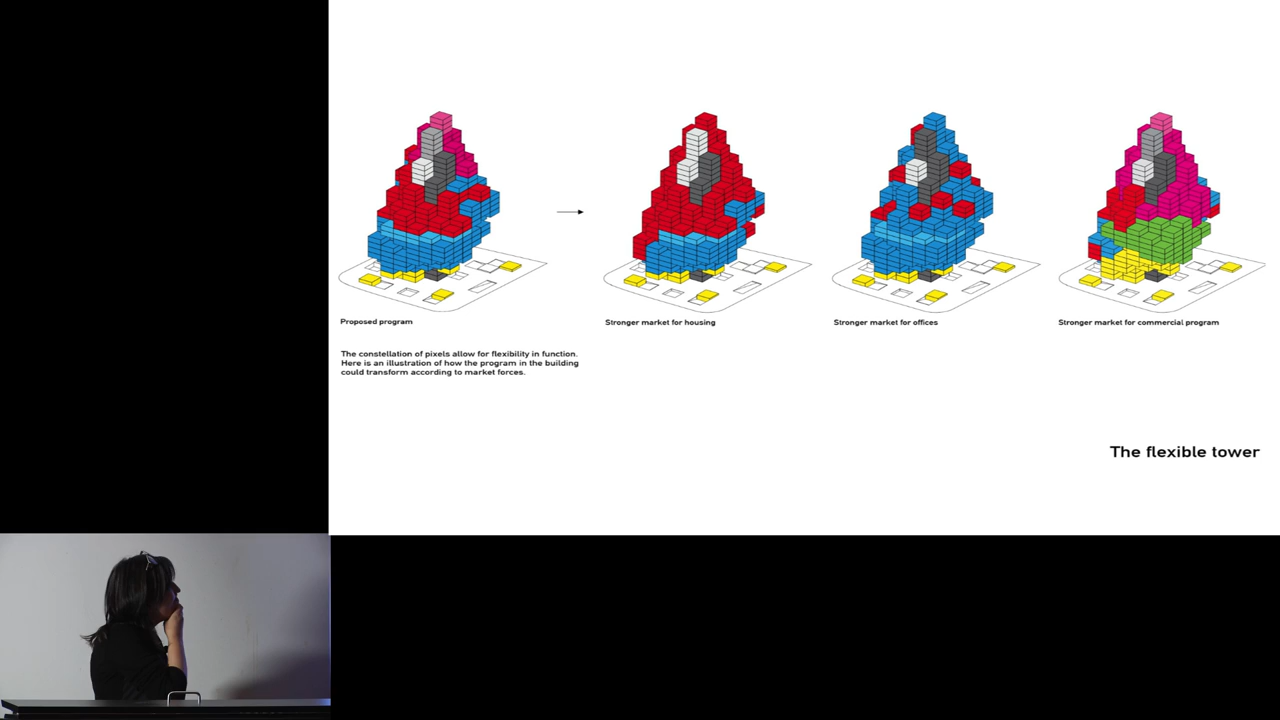 Proposed program
Stronger market for housing
Stronger market for offices
Stronger market for commercial program
The constellation of pixels allow for flexibility in function.
Here is an illustration of how the program in the building
could transform according to market forces.
The flexible tower